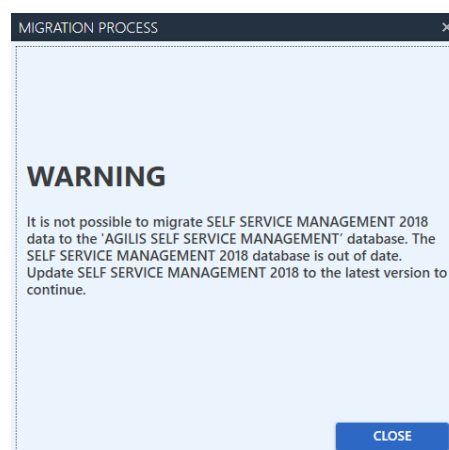 MIGRATION PROCESS
WARNING
It is not possible to migrate SELF SERVICE MANAGEMENT 2018
data to the 'AGILIS SELF SERVICE MANAGEMENT' database. The
SELF SERVICE MANAGEMENT 2018 database is out of date.
Update SELF SERVICE MANAGEMENT 2018 to the latest version to
continue.
CLOSE